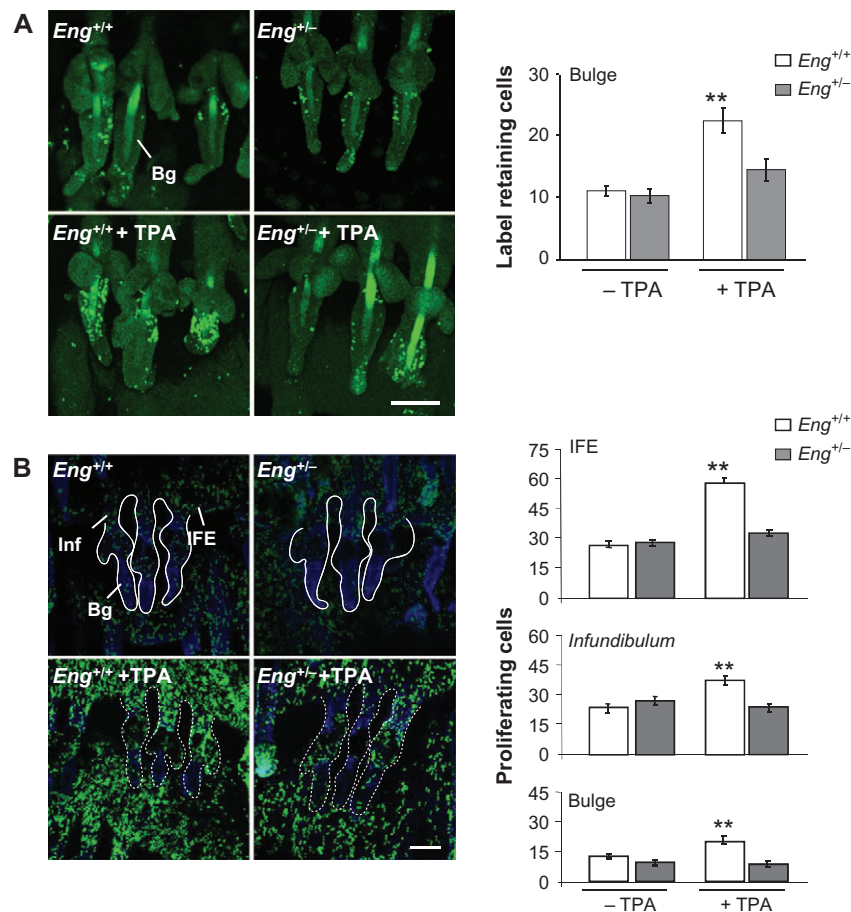 A
Eng+/+
Eng+/–
Bg
Eng+/+ + TPA
Eng+/– + TPA
Eng+/+
Eng+/–
Bulge
**
Label retaining cells
30
20
10
0
– TPA
+ TPA
B
Eng+/+
Eng+/–
Inf
IFE
Bg
Eng+/+ +TPA
Eng+/– +TPA
Eng+/+
Eng+/–
Proliferating cells
IFE
**
75
60
45
30
15
0
Infundibulum
**
60
45
30
15
0
Bulge
**
45
30
15
0
– TPA
+ TPA